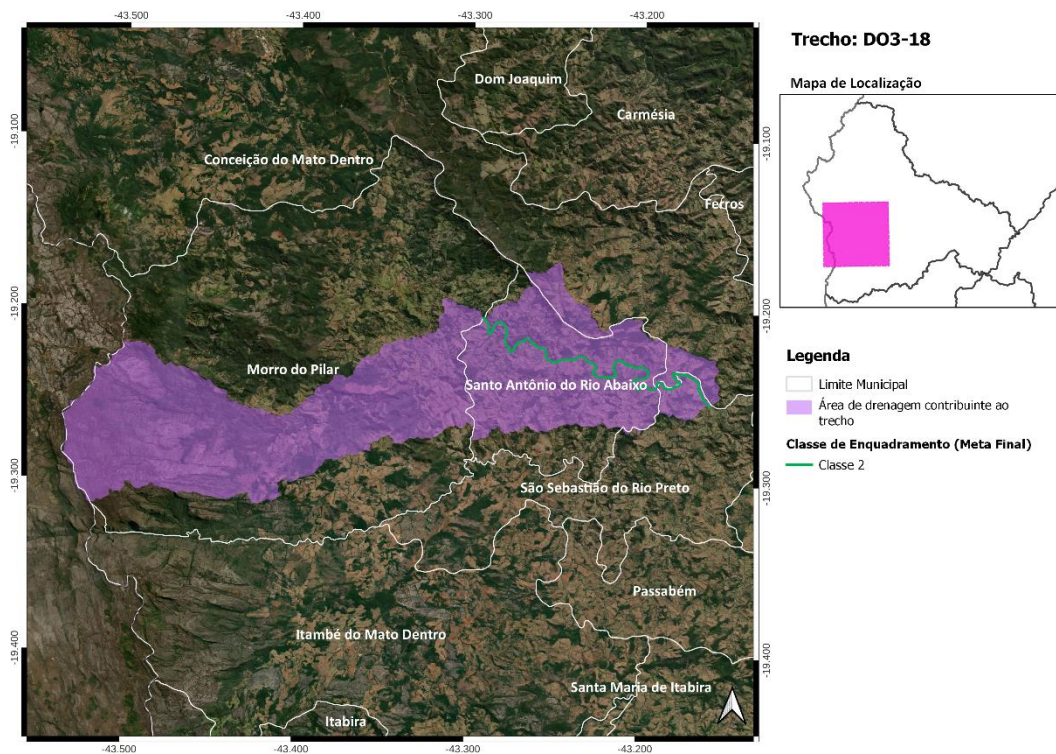 -43.500
-43.400
-43.300
-43.200
Trecho: DO3-18
Mapa de Localização
Dom Joaquim
Carmésia
-19.100
-19.100
Conceição do Mato Dentro
Ferros
-19.200
-19.200
Morro do Pilar
Santo Antônio do Rio Abaixo
Legenda
Limite Municipal
Área de drenagem contribuinte ao
trecho
Classe de Enquadramento (Meta Final)
Classe 2
-19.300
-19.300
São Sebastião do Rio Preto
Passabém
Itambé do Mato Dentro
-19.400
-19.400
Santa Maria de Itabira
Itabira
-43.500
-43.400
-43.300
-43.200